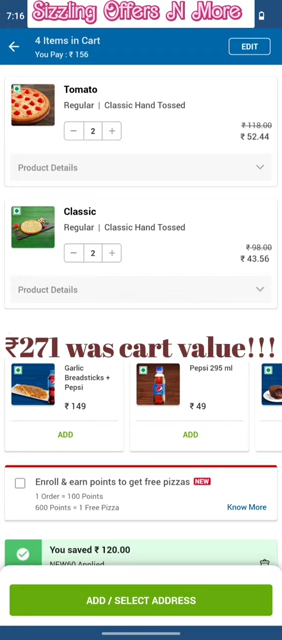 7:16
Sizzling Offers N More
4 Items in Cart
You Pay : ₹ 156
EDIT
Tomato
Regular | Classic Hand Tossed
− 2 +
₹ 118.00
₹ 52.44
Product Details
Classic
Regular | Classic Hand Tossed
− 2 +
₹ 98.00
₹ 43.56
Product Details
₹271 was cart value!!!
Garlic Pepsi 295 ml
Breadsticks +
Pepsi
₹ 149 ₹ 49
ADD ADD
Enroll & earn points to get free pizzas NEW
1 Order = 100 Points
600 Points = 1 Free Pizza Know More
You saved ₹ 120.00
NEW60 Applied
ADD / SELECT ADDRESS